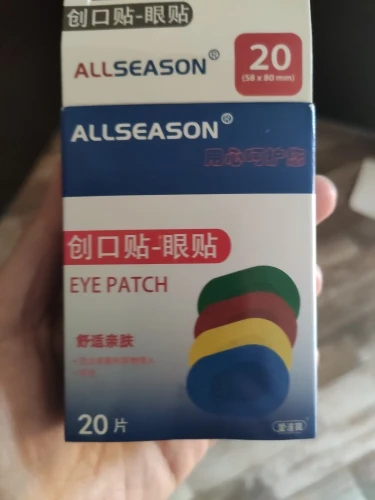 创口贴-眼贴
ALLSEASON®
20
(58 x 80 mm)
ALLSEASON®
用心呵护您
创口贴-眼贴
EYE PATCH
舒适亲肤
20片